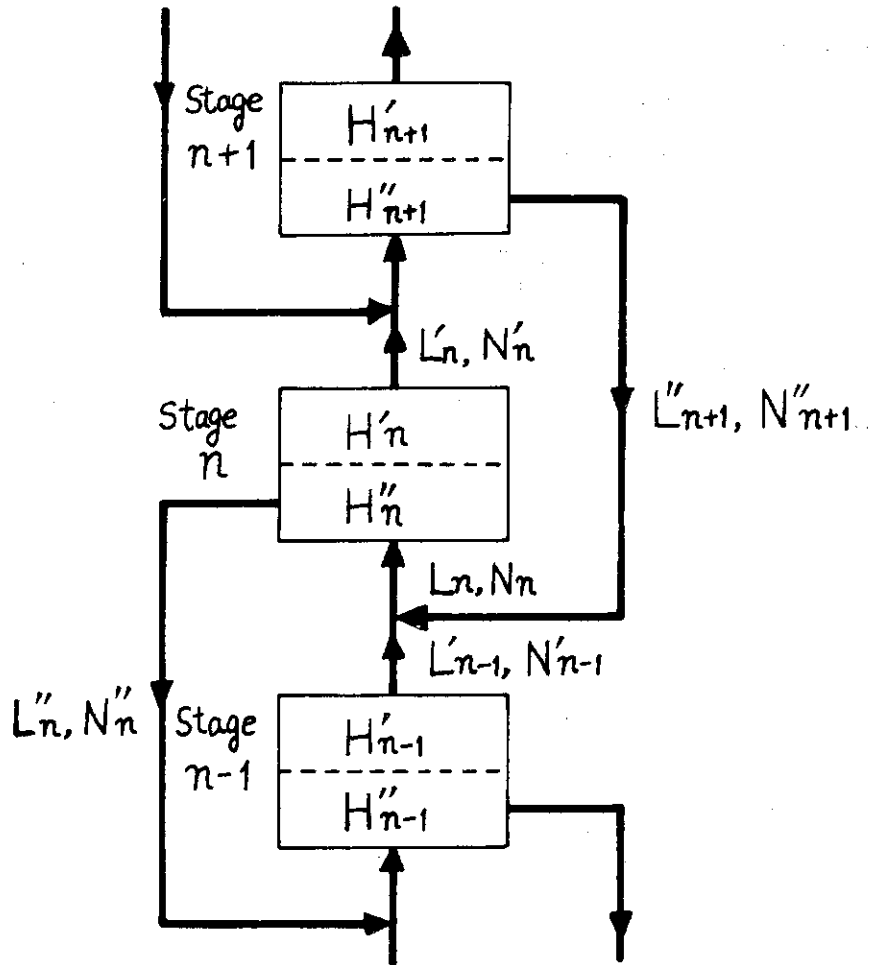 Stage
n+1
H'n+1
H"n+1
L'n, N'n
L"n+1, N"n+1
Stage
n
H'n
H"n
Ln, Nn
L'n-1, N'n-1
L"n, N"n
Stage
n-1
H'n-1
H"n-1